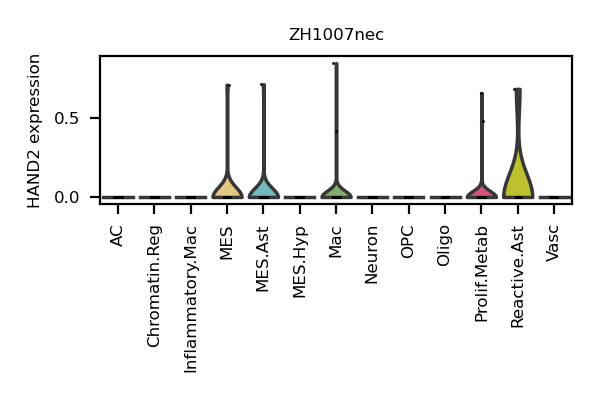 ZH1007nec
HAND2 expression
0.5
0.0
AC
Chromatin.Reg
Inflammatory.Mac
MES
MES.Ast
MES.Hyp
Mac
Neuron
OPC
Oligo
Prolif.Metab
Reactive.Ast
Vasc